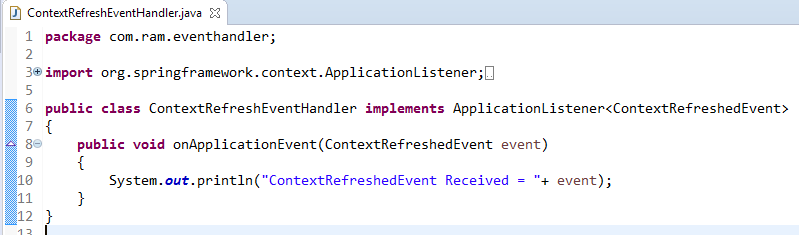 ContextRefreshEventHandler.java
1 package com.ram.eventhandler;
2
3 import org.springframework.context.ApplicationListener;
5
6 public class ContextRefreshEventHandler implements ApplicationListener<ContextRefreshedEvent>
7 {
8     public void onApplicationEvent(ContextRefreshedEvent event)
9     {
10         System.out.println("ContextRefreshedEvent Received = "+ event);
11     }
12 }
13